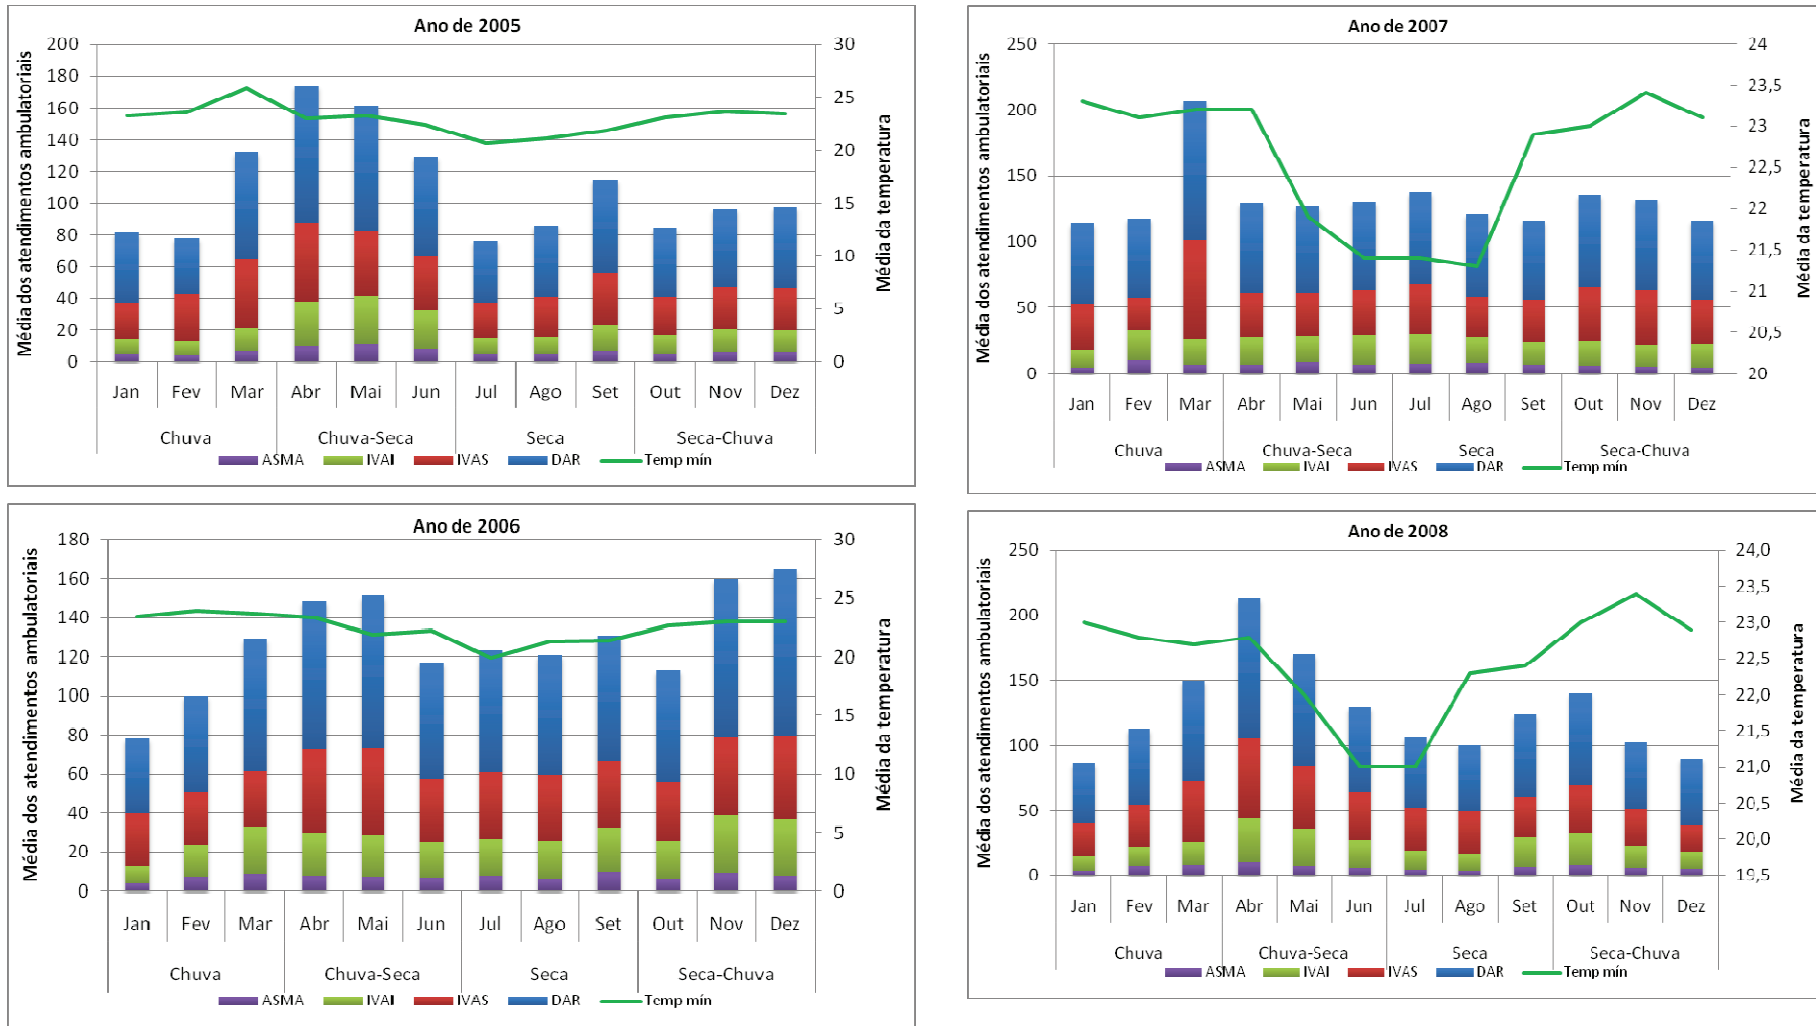 Ano de 2005
Média dos atendimentos ambulatoriais
200
180
160
140
120
100
80
60
40
20
0
30
25
20
15
10
5
0
Média da temperatura
Jan Fev Mar Abr Mai Jun Jul Ago Set Out Nov Dez
Chuva Chuva-Seca Seca Seca-Chuva
ASMA IVAI IVAS DAR Temp mín
Ano de 2007
Média dos atendimentos ambulatoriais
250
200
150
100
50
0
24
23,5
23
22,5
22
21,5
21
20,5
20
Média da temperatura
Jan Fev Mar Abr Mai Jun Jul Ago Set Out Nov Dez
Chuva Chuva-Seca Seca Seca-Chuva
ASMA IVAI IVAS DAR Temp mín
Ano de 2006
Média dos atendimentos ambulatoriais
180
160
140
120
100
80
60
40
20
0
30
25
20
15
10
5
0
Média da temperatura
Jan Fev Mar Abr Mai Jun Jul Ago Set Out Nov Dez
Chuva Chuva-Seca Seca Seca-Chuva
ASMA IVAI IVAS DAR Temp mín
Ano de 2008
Média dos atendimentos ambulatoriais
250
200
150
100
50
0
24,0
23,5
23,0
22,5
22,0
21,5
21,0
20,5
20,0
19,5
Média da temperatura
Jan Fev Mar Abr Mai Jun Jul Ago Set Out Nov Dez
Chuva Chuva-Seca Seca Seca-Chuva
ASMA IVAI IVAS DAR Temp mín